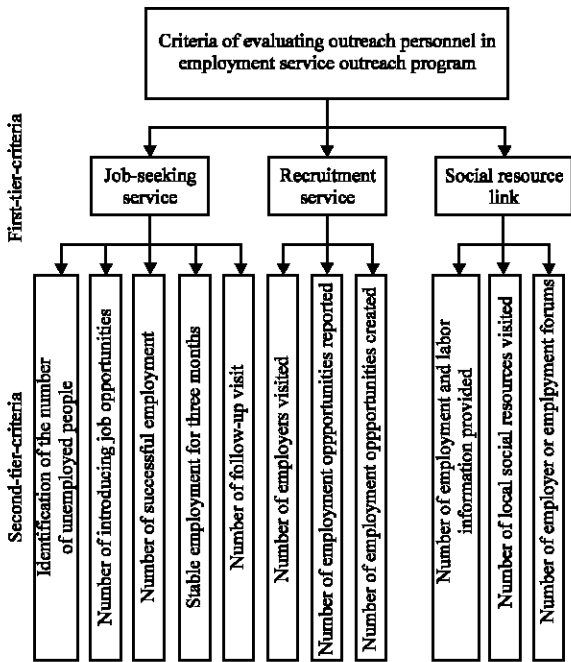 Criteria of evaluating outreach personnel in
employment service outreach program
First-tier-criteria
Job-seeking
service
Recruitment
service
Social resource
link
Second-tier-criteria
Identification of the number
of unemployed people
Number of introducing job opportunities
Number of successful employment
Stable employment for three months
Number of follow-up visit
Number of employers visited
Number of employment oppvportunities reported
Number of employment oppvportunities created
Number of employment and labor
information provided
Number of local social resources visited
Number of employer or emplpyment forums